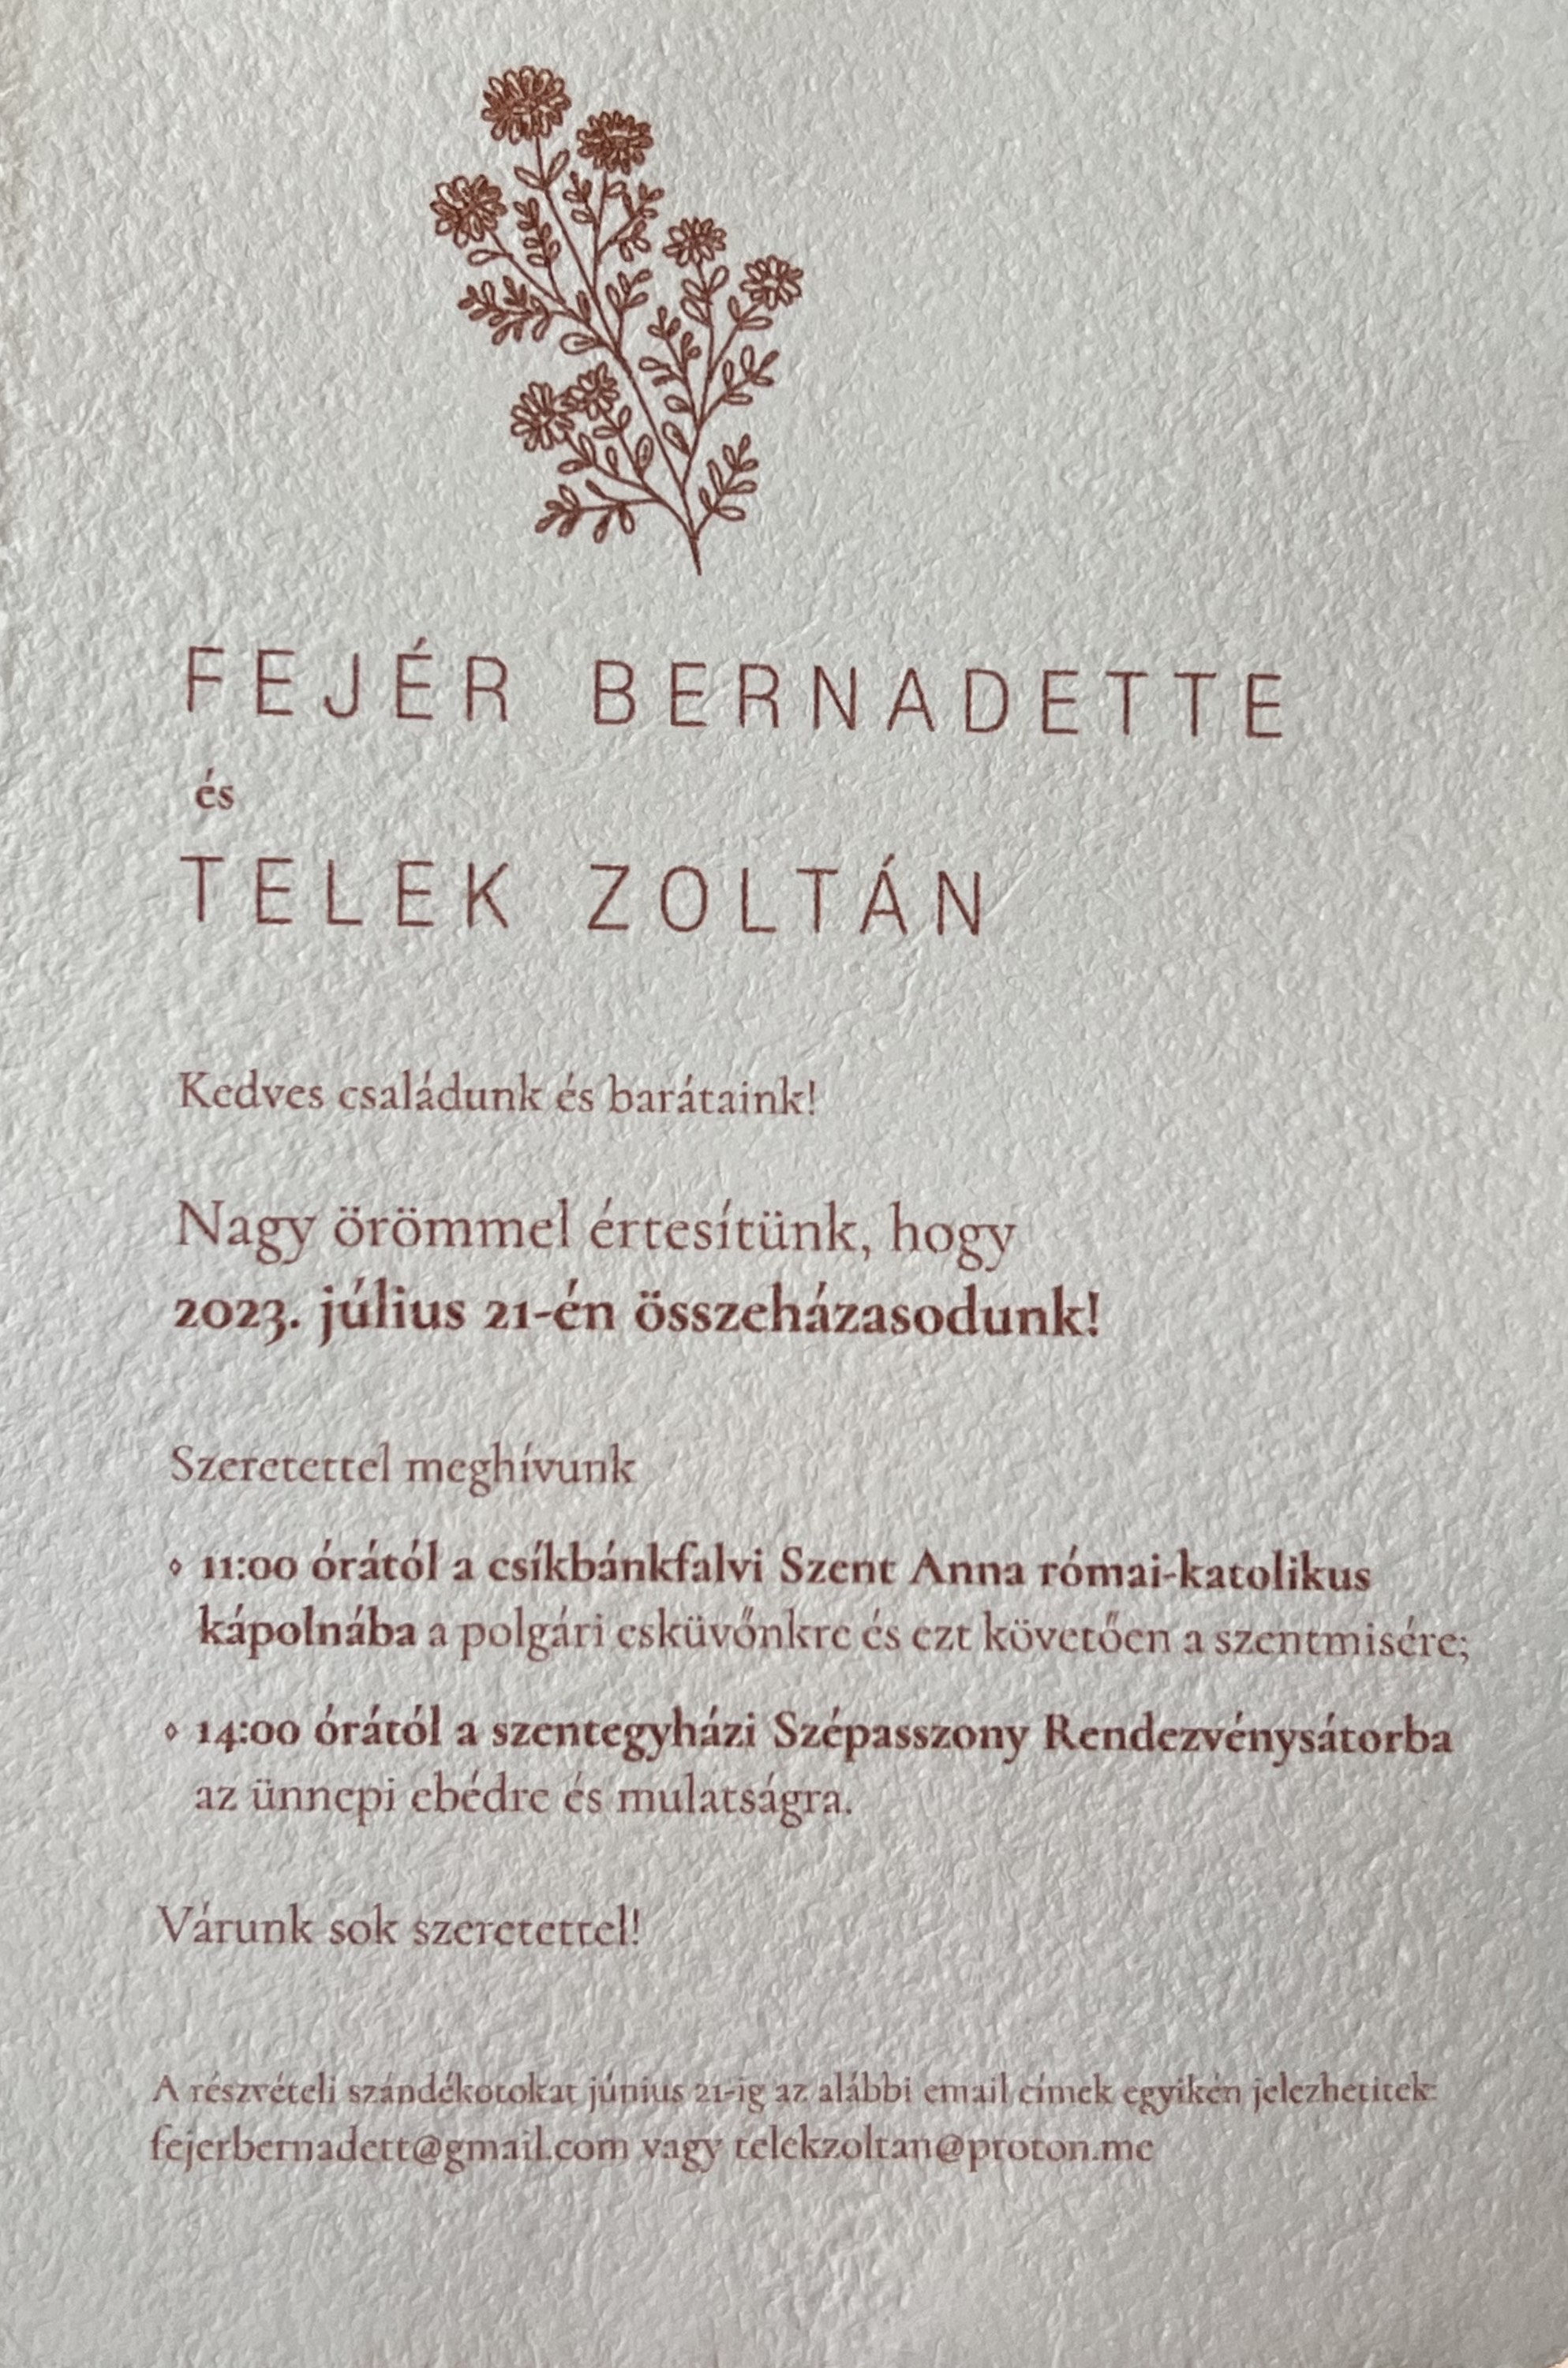 FEJÉR BERNADETTE
és
TELEK ZOLTÁN
Kedves családunk és barátaink!
Nagy örömmel értesítünk, hogy
2023. július 21-én összeházasodunk!
Szeretettel meghívunk
⋄ 11:00 órától a csíkbánkfalvi Szent Anna római-katolikus
kápolnába a polgári esküvőnkre és ezt követően a szentmisére;
⋄ 14:00 órától a szentegyházi Szépasszony Rendezvénysátorba
az ünnepi ebédre és mulatságra.
Várunk sok szeretettel!
A részvételi szándékotokat június 21-ig az alábbi email címek egyikén jelezhetitek:
fejerbernadett@gmail.com vagy telekzoltan@proton.me